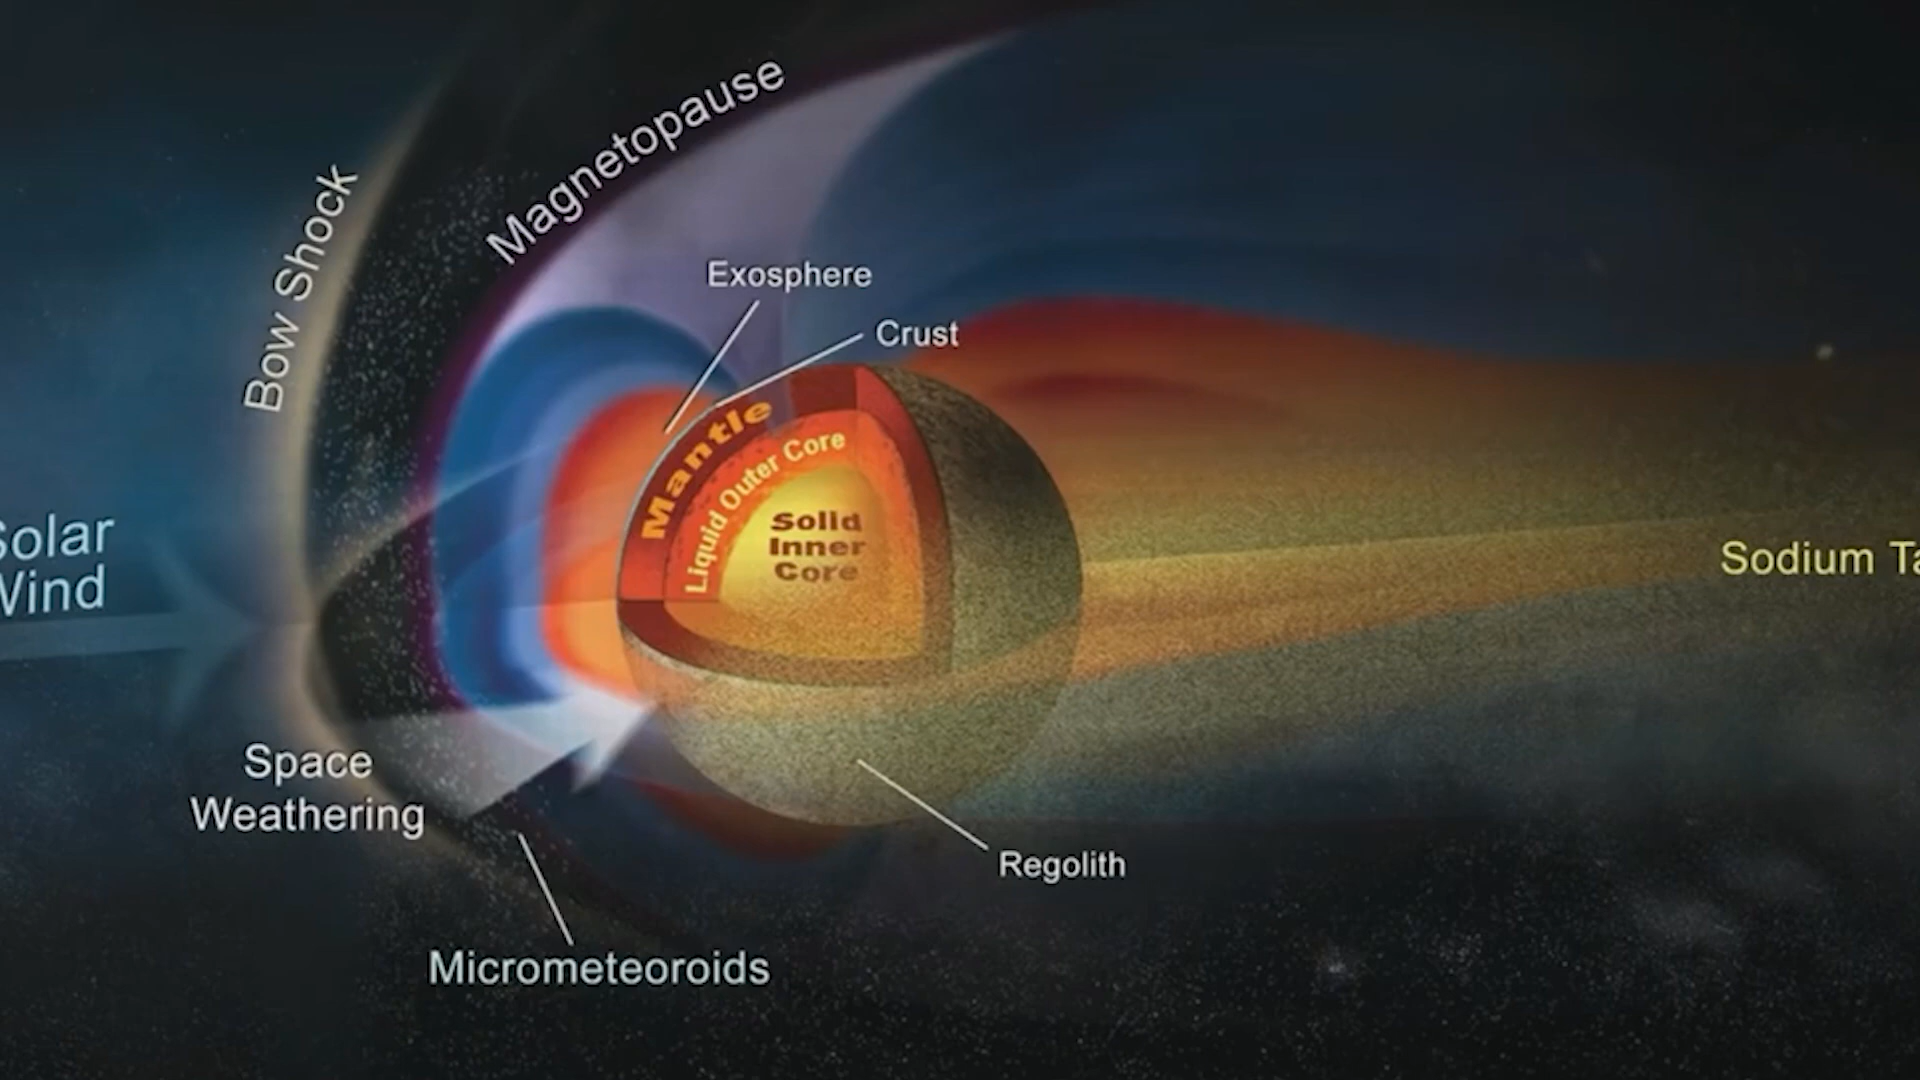 Magnetopause
Bow Shock
Exosphere
Crust
Mantle
Liquid Outer Core
Solid
Inner
Core
Solar
Wind
Sodium
Space
Weathering
Regolith
Micrometeoroids